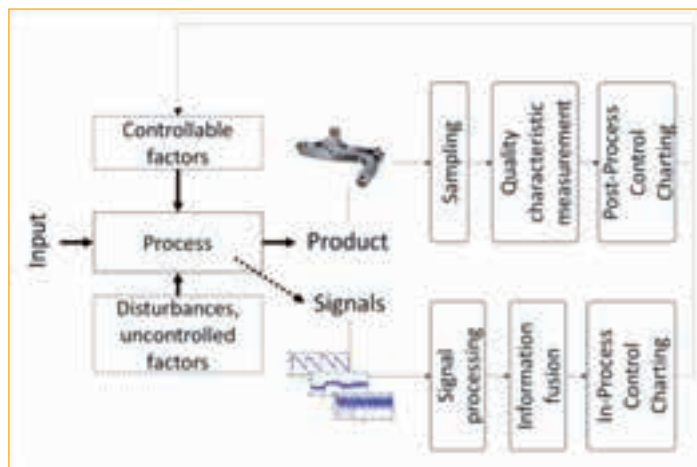 Controllable
factors
Input
Process
Product
Disturbances,
uncontrolled
factors
Signals
Sampling
Quality
characteristic
measurement
Post-Process
Control
Charting
Signal
processing
Information
fusion
In-Process
Control
Charting